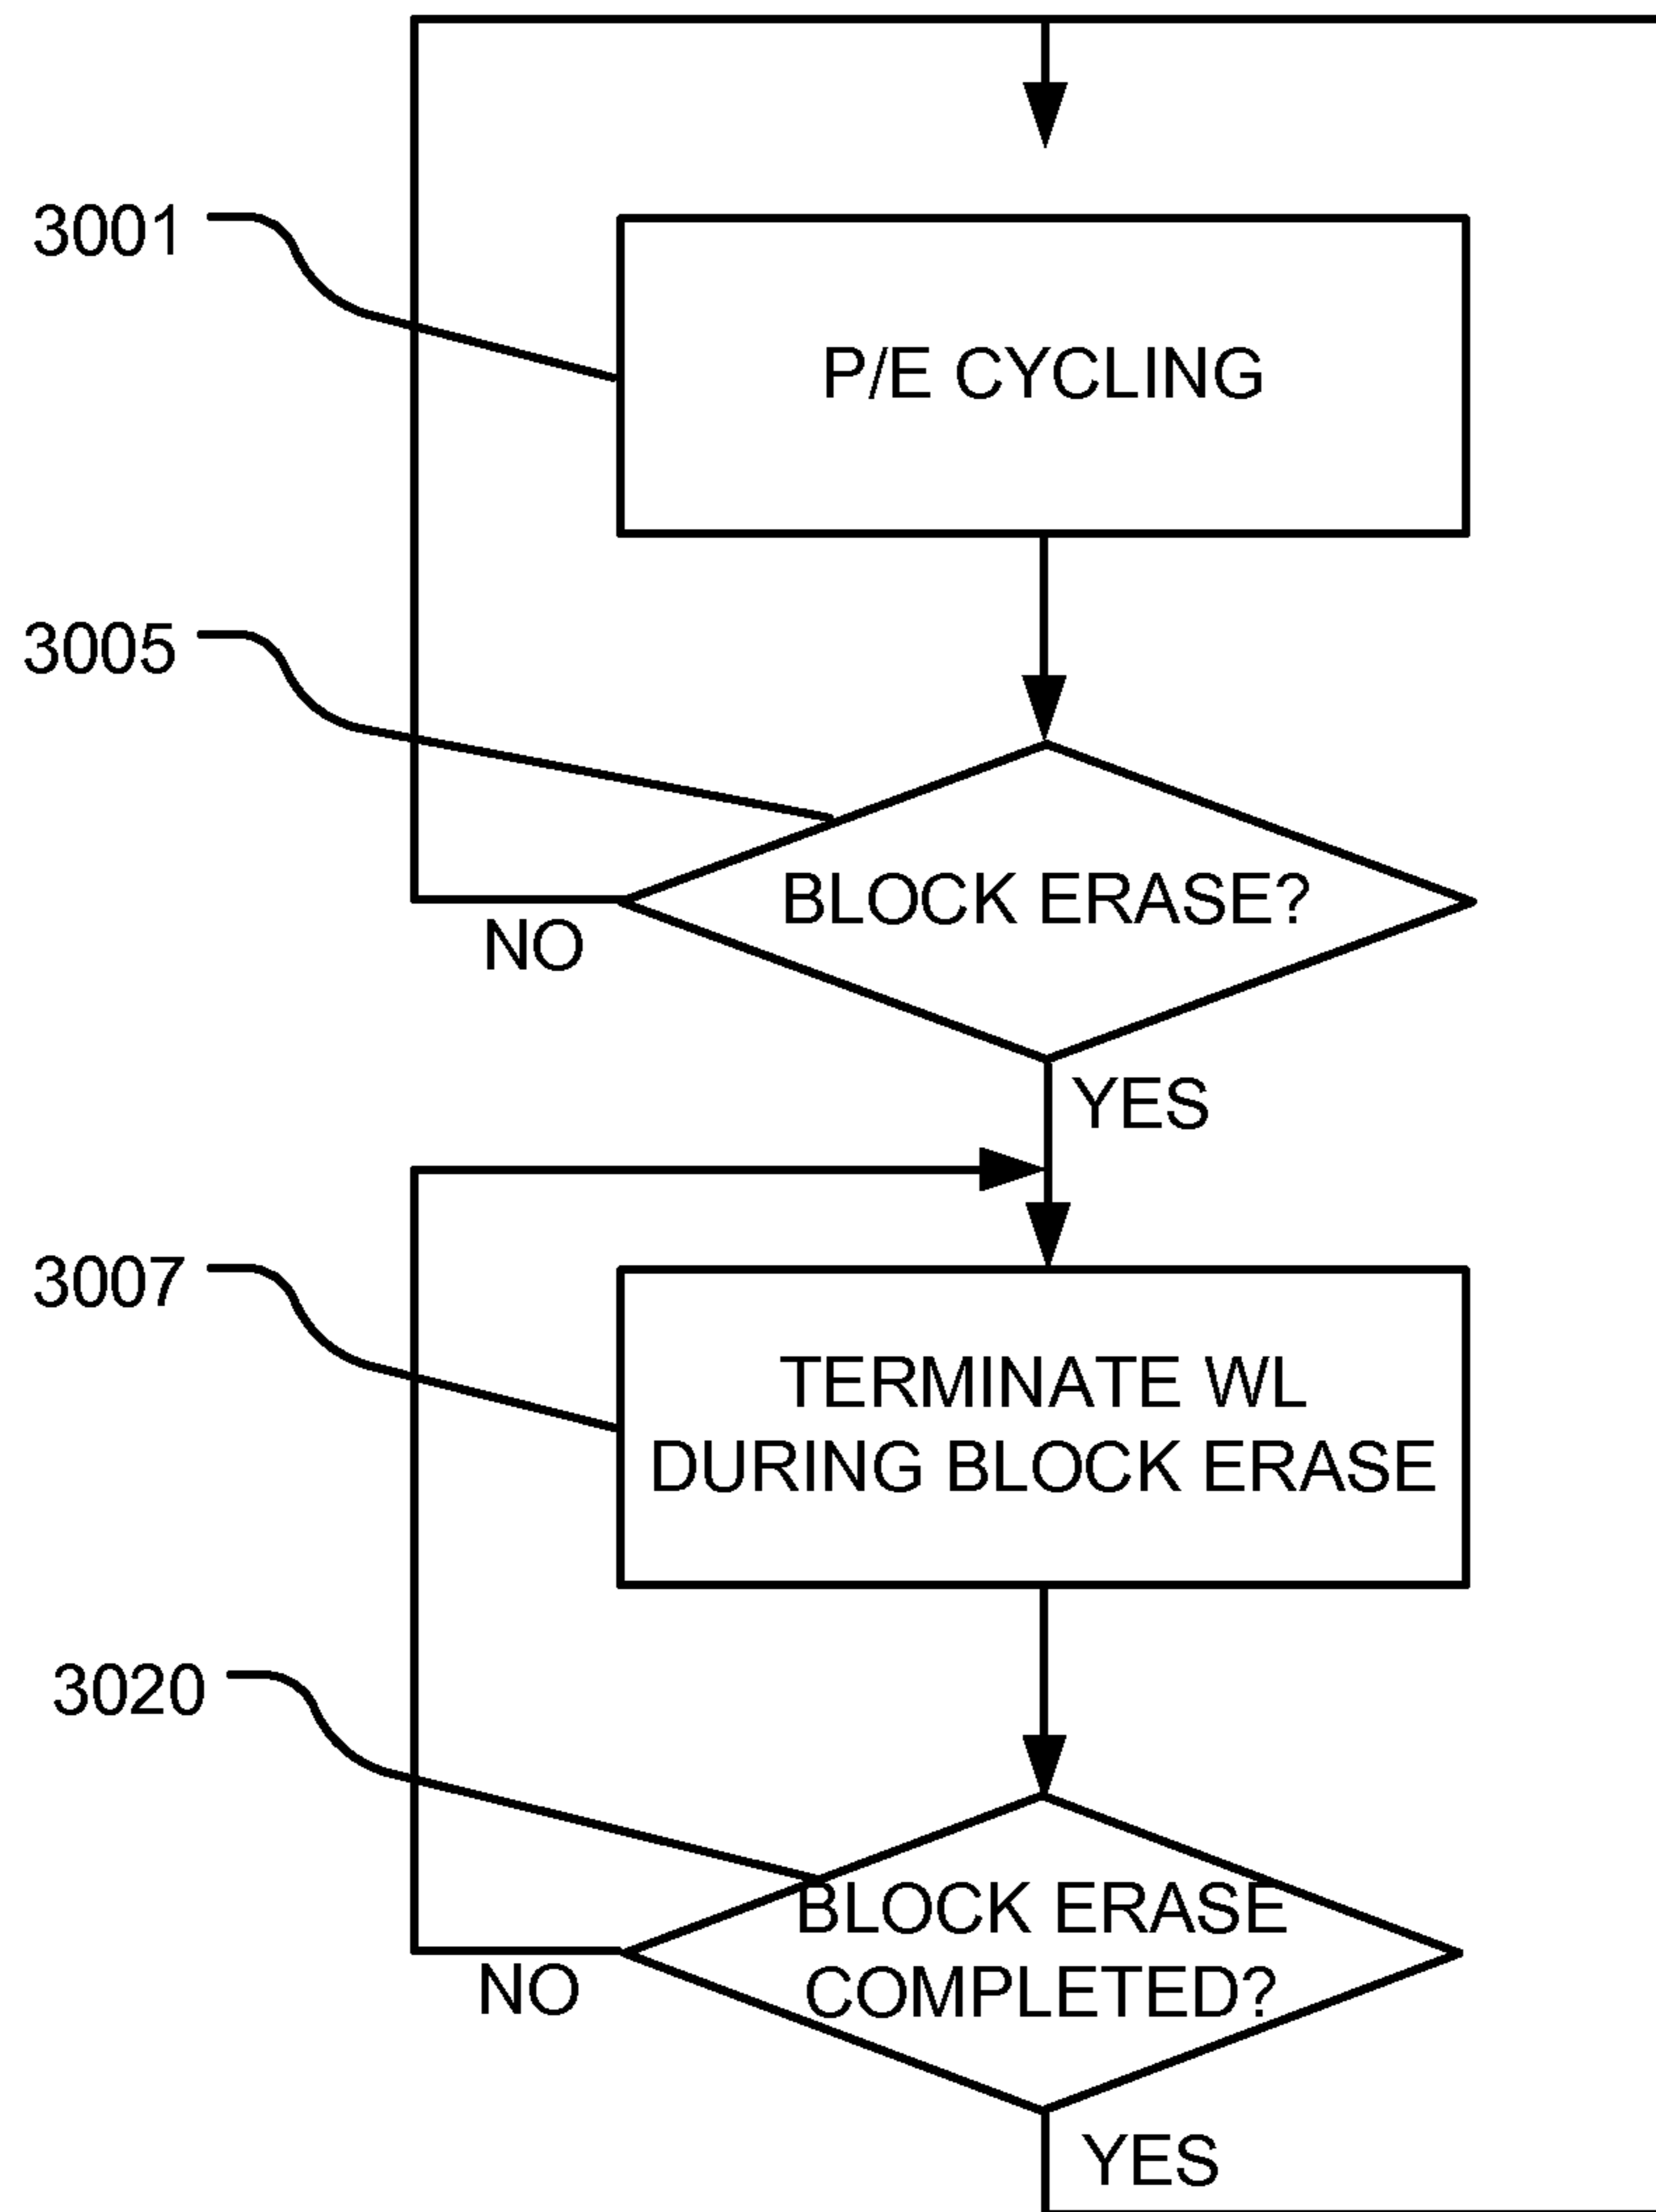 3001
P/E CYCLING
3005
BLOCK ERASE?
NO
YES
3007
TERMINATE WL
DURING BLOCK ERASE
3020
BLOCK ERASE
COMPLETED?
NO
YES